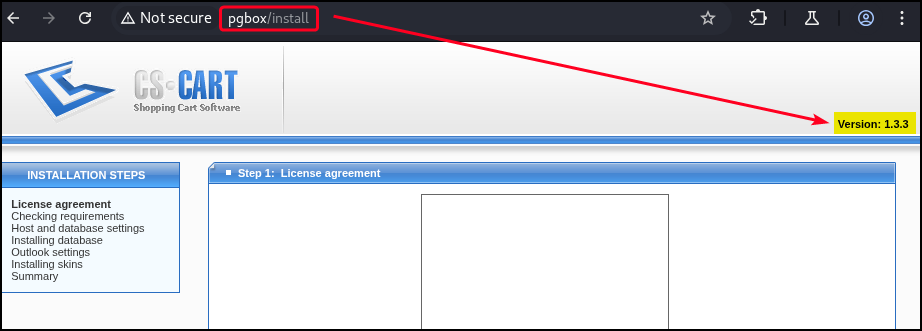 Not secure pgbox/install
CS-CART
Shopping Cart Software
Version: 1.3.3
INSTALLATION STEPS
License agreement
Checking requirements
Host and database settings
Installing database
Outlook settings
Installing skins
Summary
Step 1: License agreement